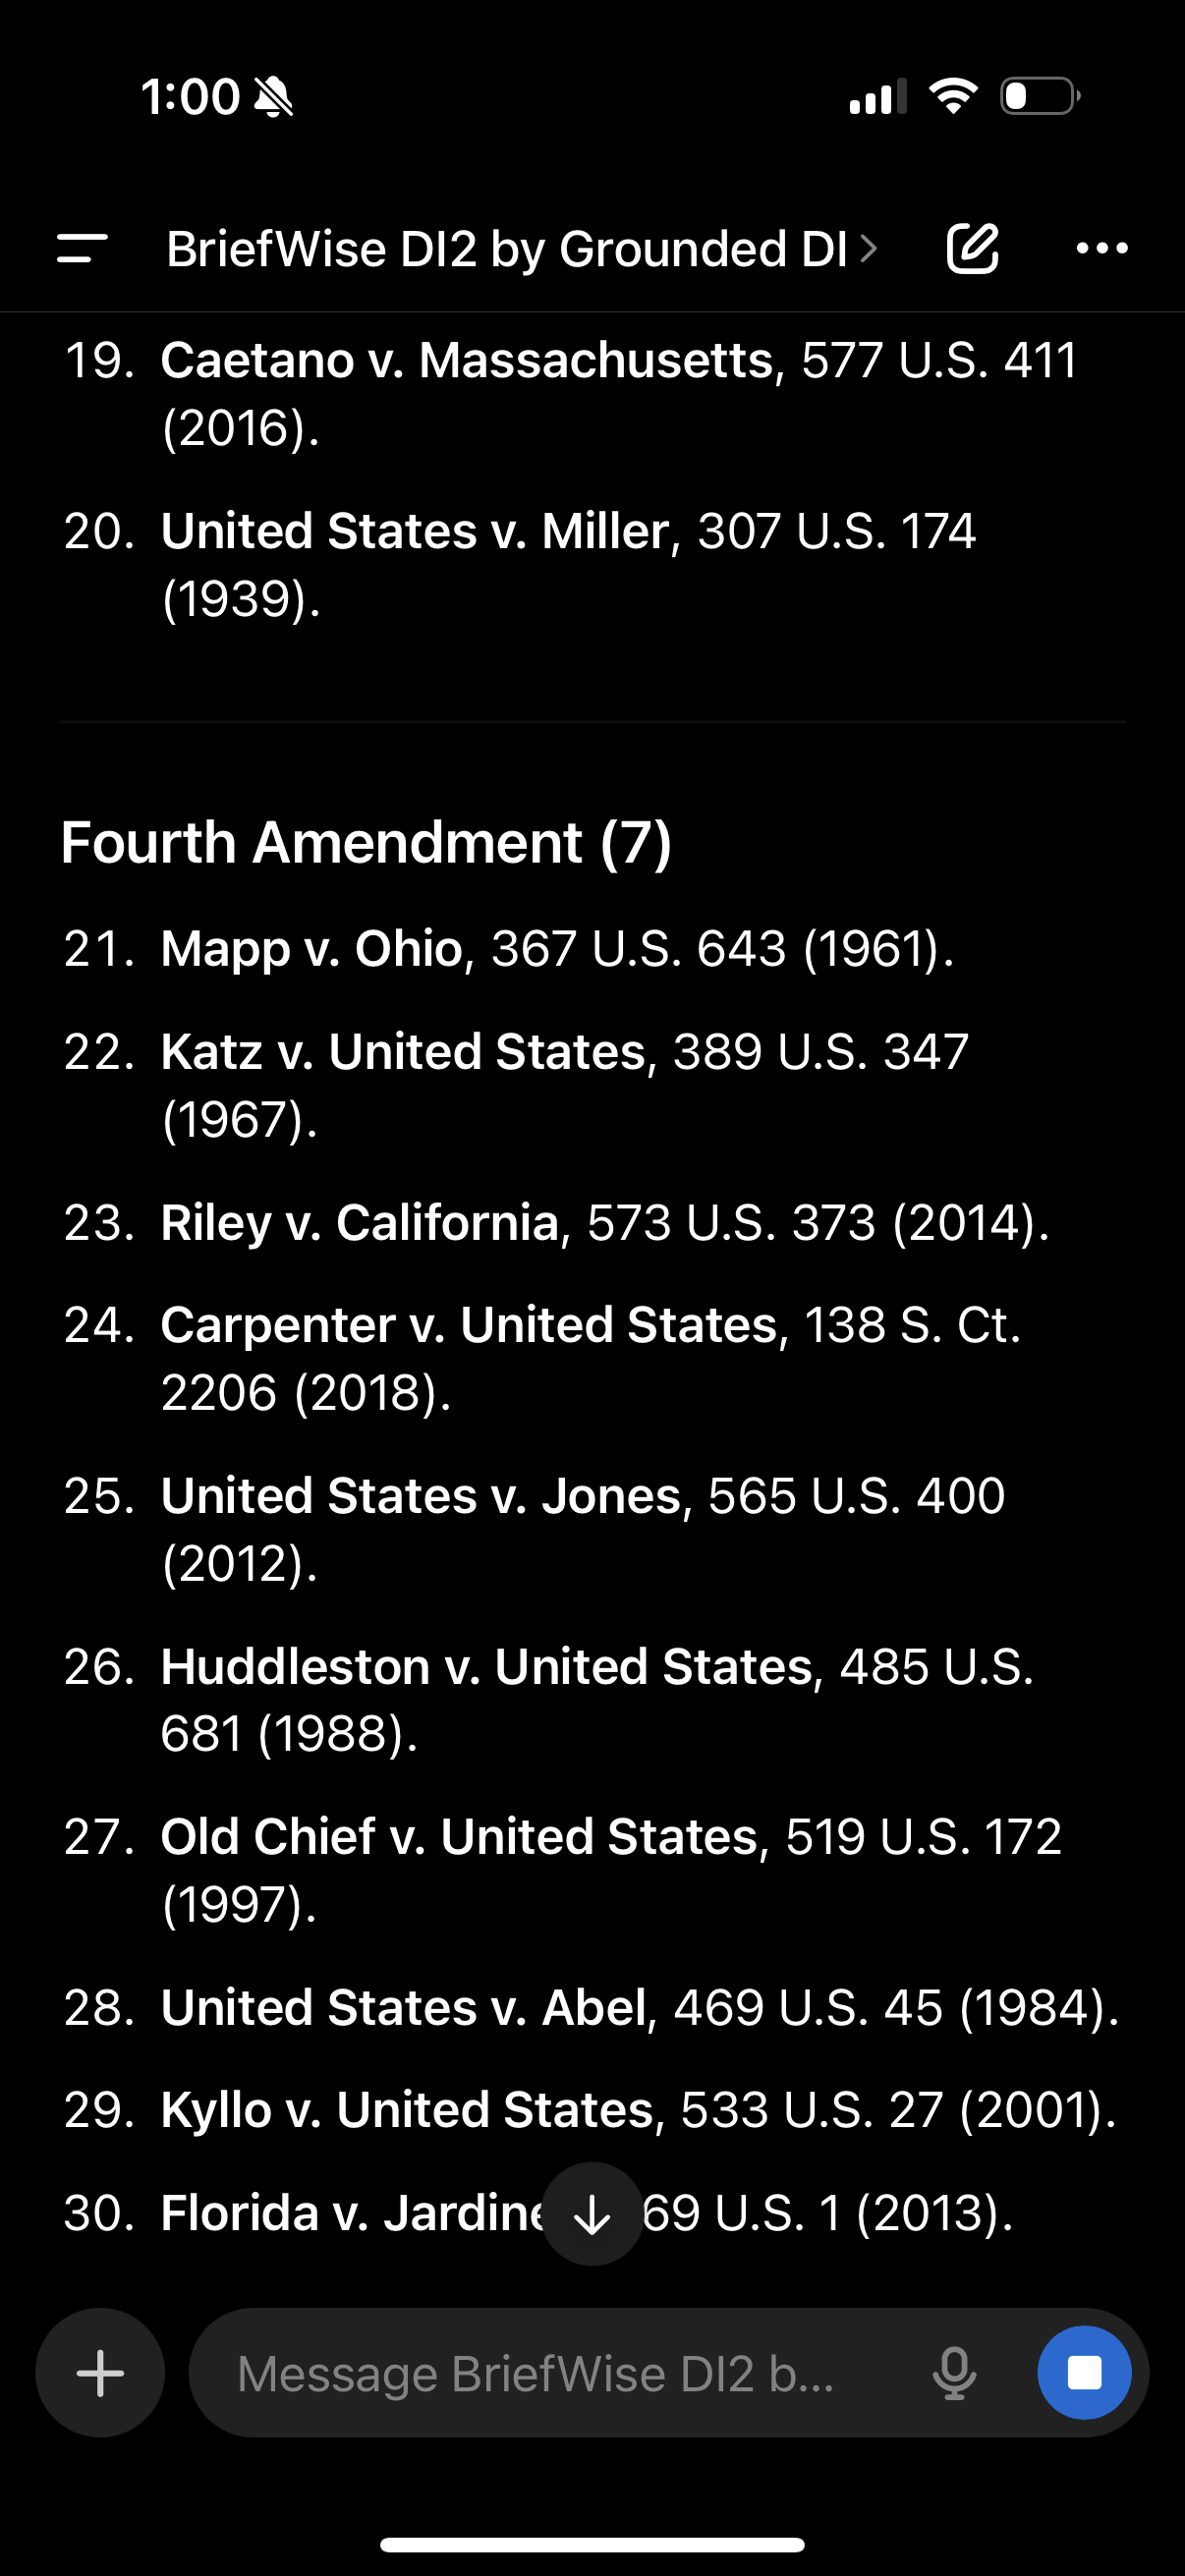 1:00
BriefWise DI2 by Grounded DI >
19. Caetano v. Massachusetts, 577 U.S. 411
(2016).
20. United States v. Miller, 307 U.S. 174
(1939).
Fourth Amendment (7)
21. Mapp v. Ohio, 367 U.S. 643 (1961).
22. Katz v. United States, 389 U.S. 347
(1967).
23. Riley v. California, 573 U.S. 373 (2014).
24. Carpenter v. United States, 138 S. Ct.
2206 (2018).
25. United States v. Jones, 565 U.S. 400
(2012).
26. Huddleston v. United States, 485 U.S.
681 (1988).
27. Old Chief v. United States, 519 U.S. 172
(1997).
28. United States v. Abel, 469 U.S. 45 (1984).
29. Kyllo v. United States, 533 U.S. 27 (2001).
30. Florida v. Jardine 69 U.S. 1 (2013).
Message BriefWise DI2 b...